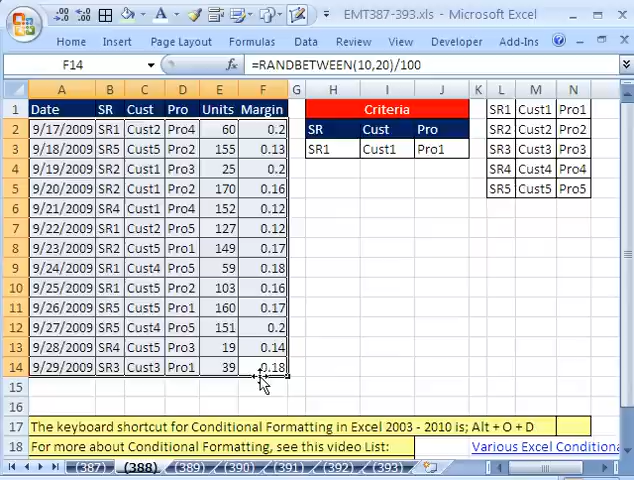 EMT387-393.xls - Microsoft Excel
Home Insert Page Layout Formulas Data Review View Developer Add-Ins
F14 fx =RANDBETWEEN(10,20)/100
A B C D E F G H I J K L M N
1 Date SR Cust Pro Units Margin Criteria SR1 Cust1 Pro1
2 9/17/2009 SR1 Cust2 Pro4 60 0.2 SR Cust Pro SR2 Cust2 Pro2
3 9/18/2009 SR5 Cust2 Pro2 155 0.13 SR1 Cust1 Pro1 SR3 Cust3 Pro3
4 9/19/2009 SR2 Cust1 Pro3 25 0.2 SR4 Cust4 Pro4
5 9/20/2009 SR2 Cust1 Pro2 170 0.16 SR5 Cust5 Pro5
6 9/21/2009 SR4 Cust1 Pro4 152 0.12
7 9/22/2009 SR1 Cust2 Pro5 127 0.12
8 9/23/2009 SR2 Cust5 Pro1 149 0.17
9 9/24/2009 SR1 Cust4 Pro5 59 0.18
10 9/25/2009 SR1 Cust5 Pro2 103 0.16
11 9/26/2009 SR5 Cust1 Pro1 160 0.17
12 9/27/2009 SR5 Cust4 Pro5 151 0.2
13 9/28/2009 SR4 Cust5 Pro3 19 0.14
14 9/29/2009 SR3 Cust3 Pro1 39 0.18
15
16
17 The keyboard shortcut for Conditional Formatting in Excel 2003 - 2010 is; Alt + O + D
18 For more about Conditional Formatting, see this video List: Various Excel Conditiona
(387) (388) (389) (390) (391) (392) (393)